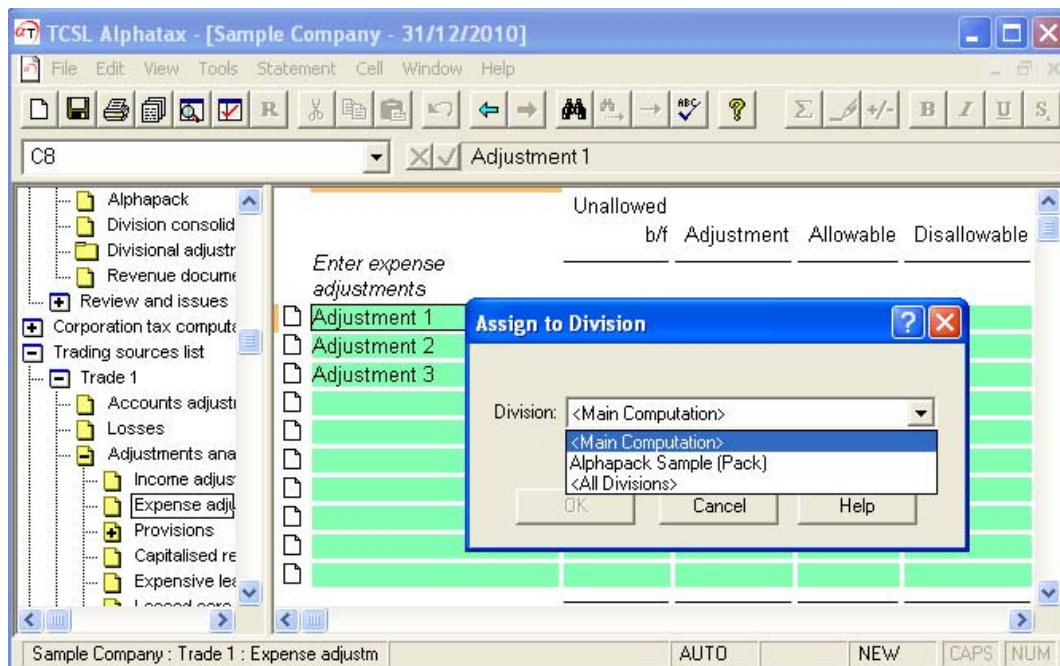 TCSL Alphatax - [Sample Company - 31/12/2010]
File Edit View Tools Statement Cell Window Help
R ABC Σ +/- B I U S
C8 Adjustment 1
Alphapack
Division consolid
Divisional adjustr
Revenue docume
Review and issues
Corporation tax computa
Trading sources list
Trade 1
Accounts adjustr
Losses
Adjustments ana
Income adjus
Expense adju
Provisions
Capitalised re
Expensive lea
Unallowed
b/f Adjustment Allowable Disallowable
Enter expense
adjustments
Adjustment 1
Adjustment 2
Adjustment 3
Assign to Division
Division: <Main Computation>
<Main Computation>
Alphapack Sample (Pack)
<All Divisions>
OK Cancel Help
Sample Company : Trade 1 : Expense adjustm AUTO NEW CAPS NUM